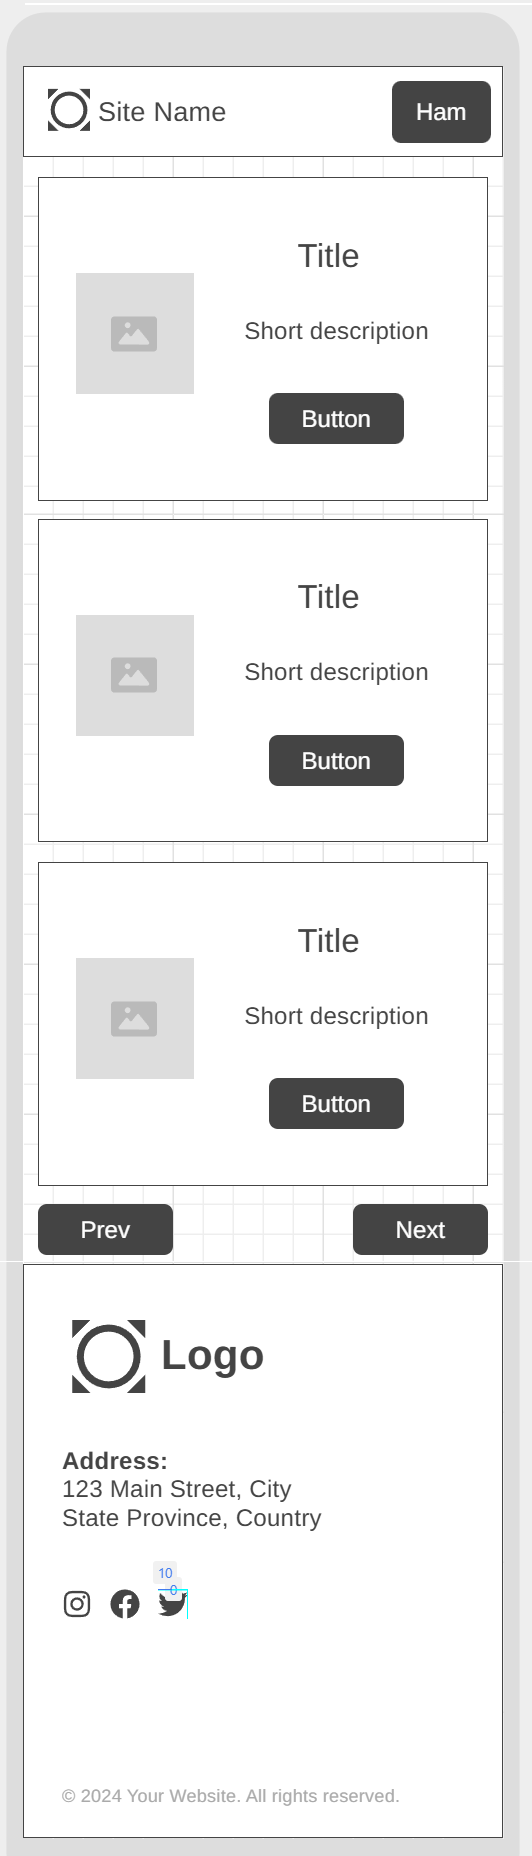 Site Name
Ham
Title
Short description
Button
Title
Short description
Button
Title
Short description
Button
Prev
Next
Logo
Address:
123 Main Street, City
State Province, Country
10
0
© 2024 Your Website. All rights reserved.